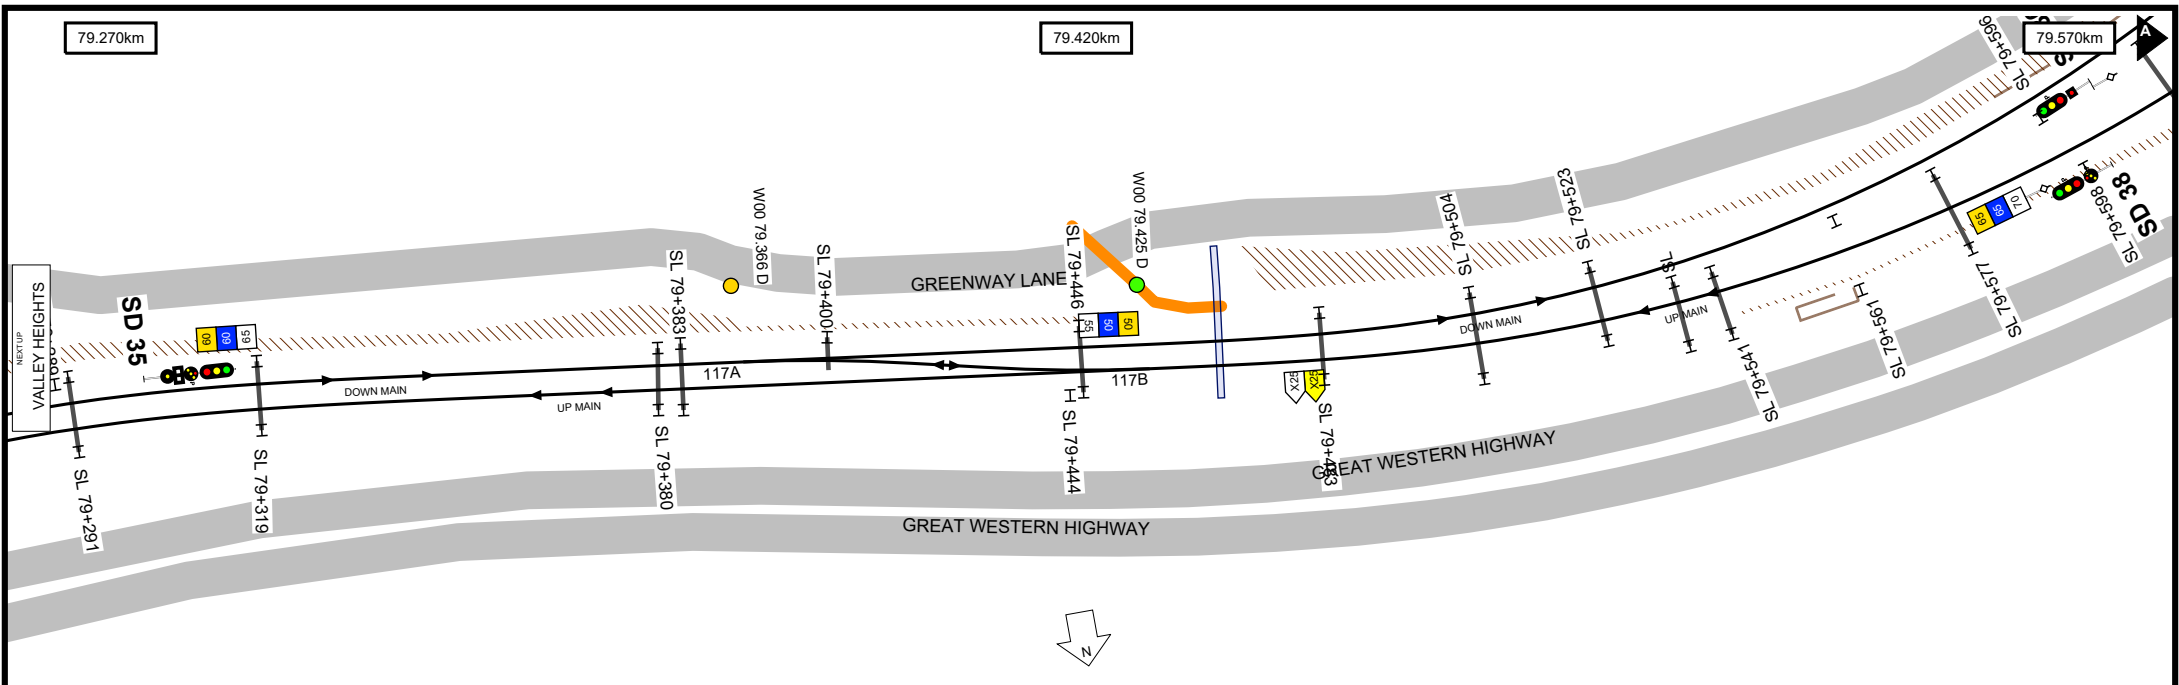 79.270km
79.420km
79.570km
A
SL 79+596
SD 38
SL 79+598
NEXT UP
VALLEY HEIGHTS
SD 35
60
60
65
SL 79+291
SL 79+319
DOWN MAIN
UP MAIN
SL 79+383
SL 79+380
117A
W00 79.366 D
SL 79+400
GREENWAY LANE
SL 79+446
W00 79.425 D
55
50
50
117B
SL 79+444
X25
X25
GREAT WESTERN HIGHWAY
GREAT WESTERN HIGHWAY
SL 79+504
DOWN MAIN
SL 79+523
SL
UP MAIN
SL 79+541
SL 79+561
SL 79+577
65
65
70
N